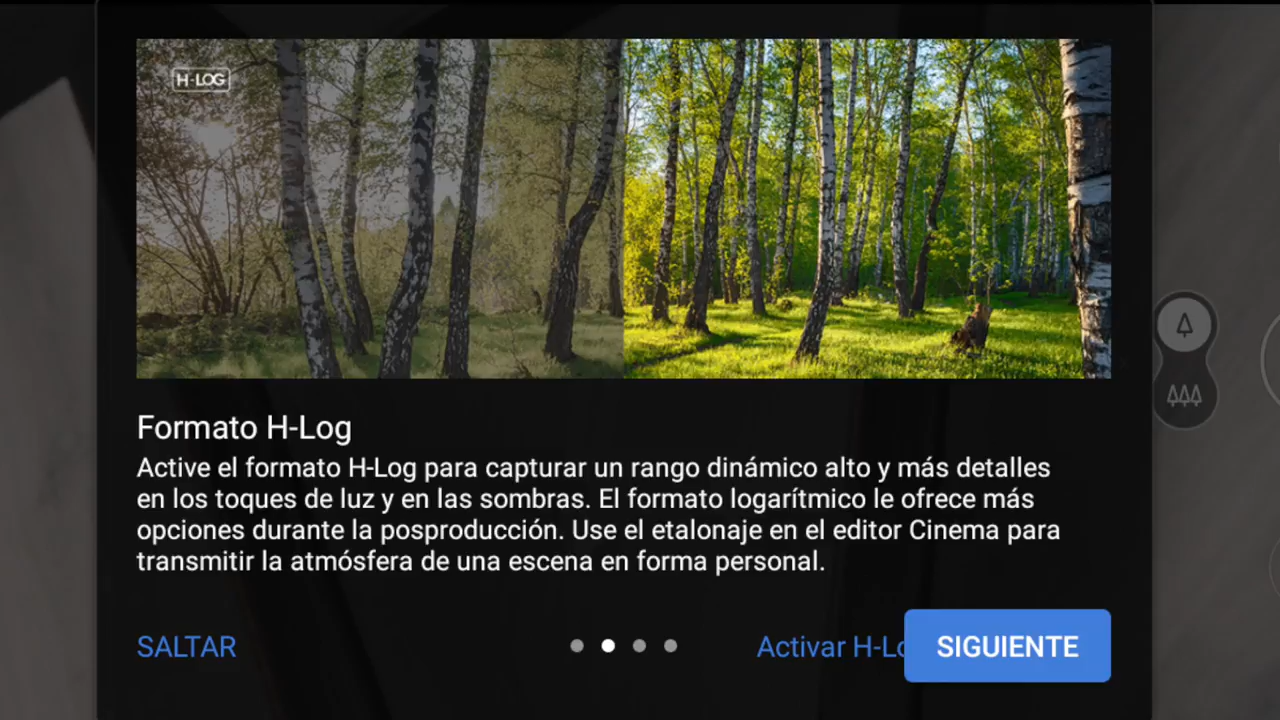 H-LOG
Formato H-Log
Active el formato H-Log para capturar un rango dinámico alto y más detalles
en los toques de luz y en las sombras. El formato logarítmico le ofrece más
opciones durante la posproducción. Use el etalonaje en el editor Cinema para
transmitir la atmósfera de una escena en forma personal.
SALTAR
Activar H-Lo
SIGUIENTE